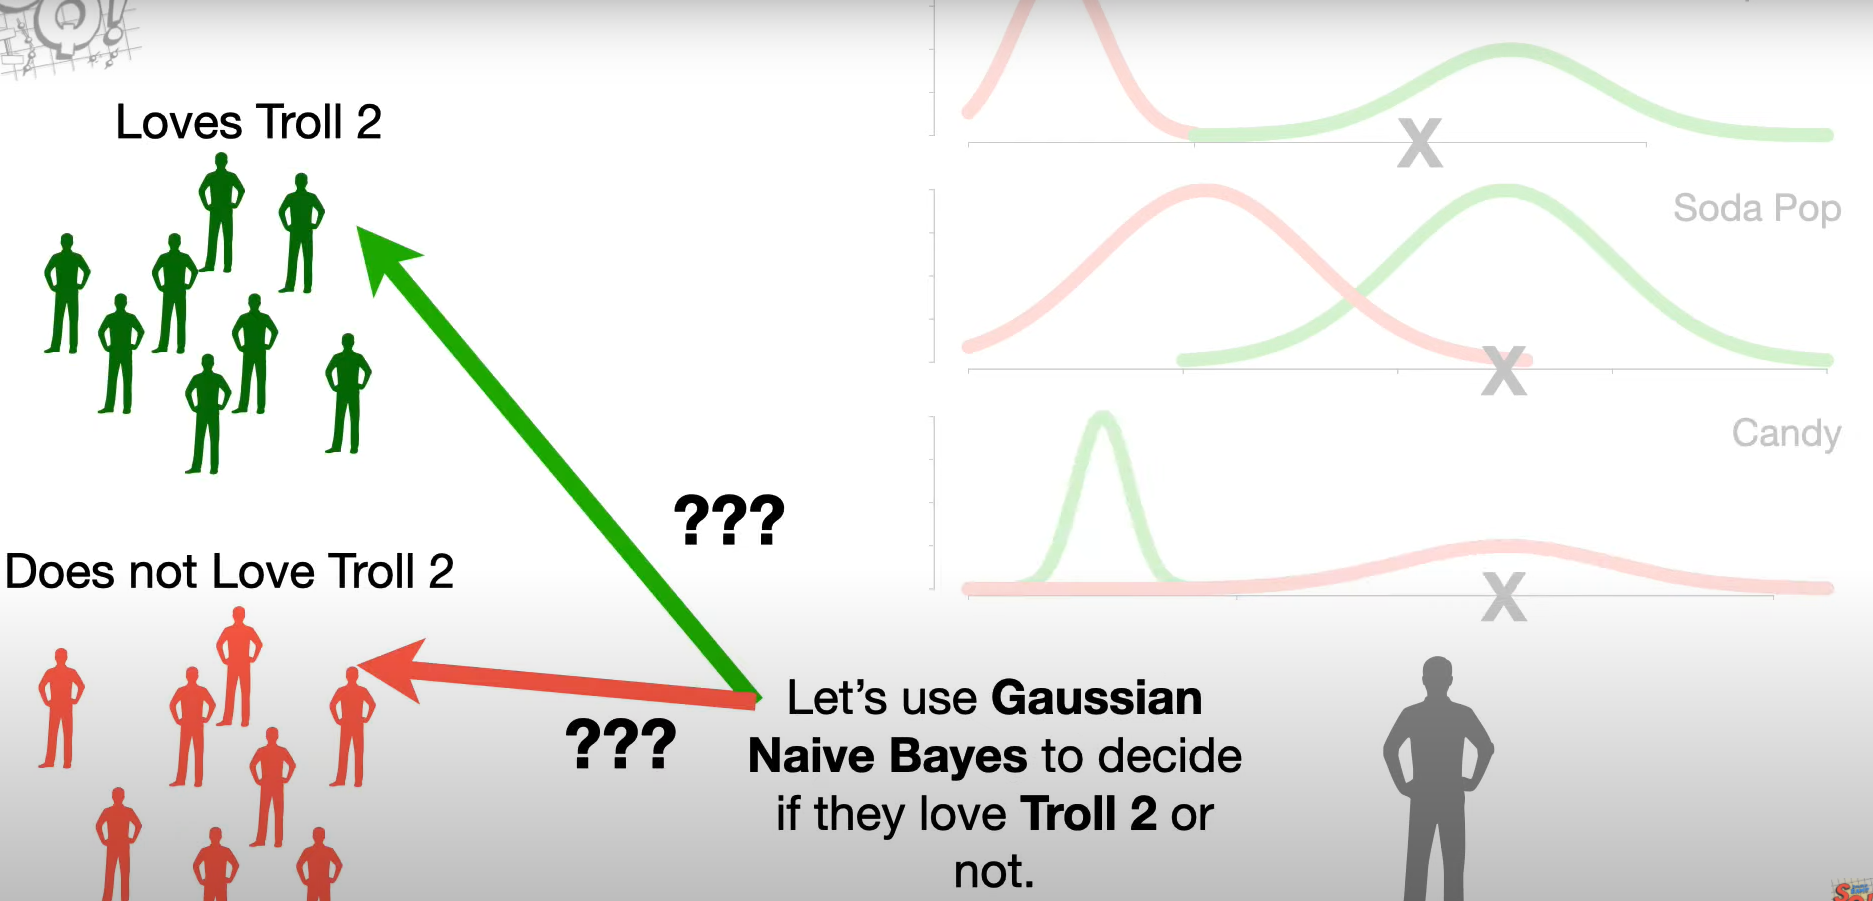 Q!
Loves Troll 2
X
Soda Pop
X
Candy
???
Does not Love Troll 2
X
???
Let’s use Gaussian
Naive Bayes to decide
if they love Troll 2 or
not.